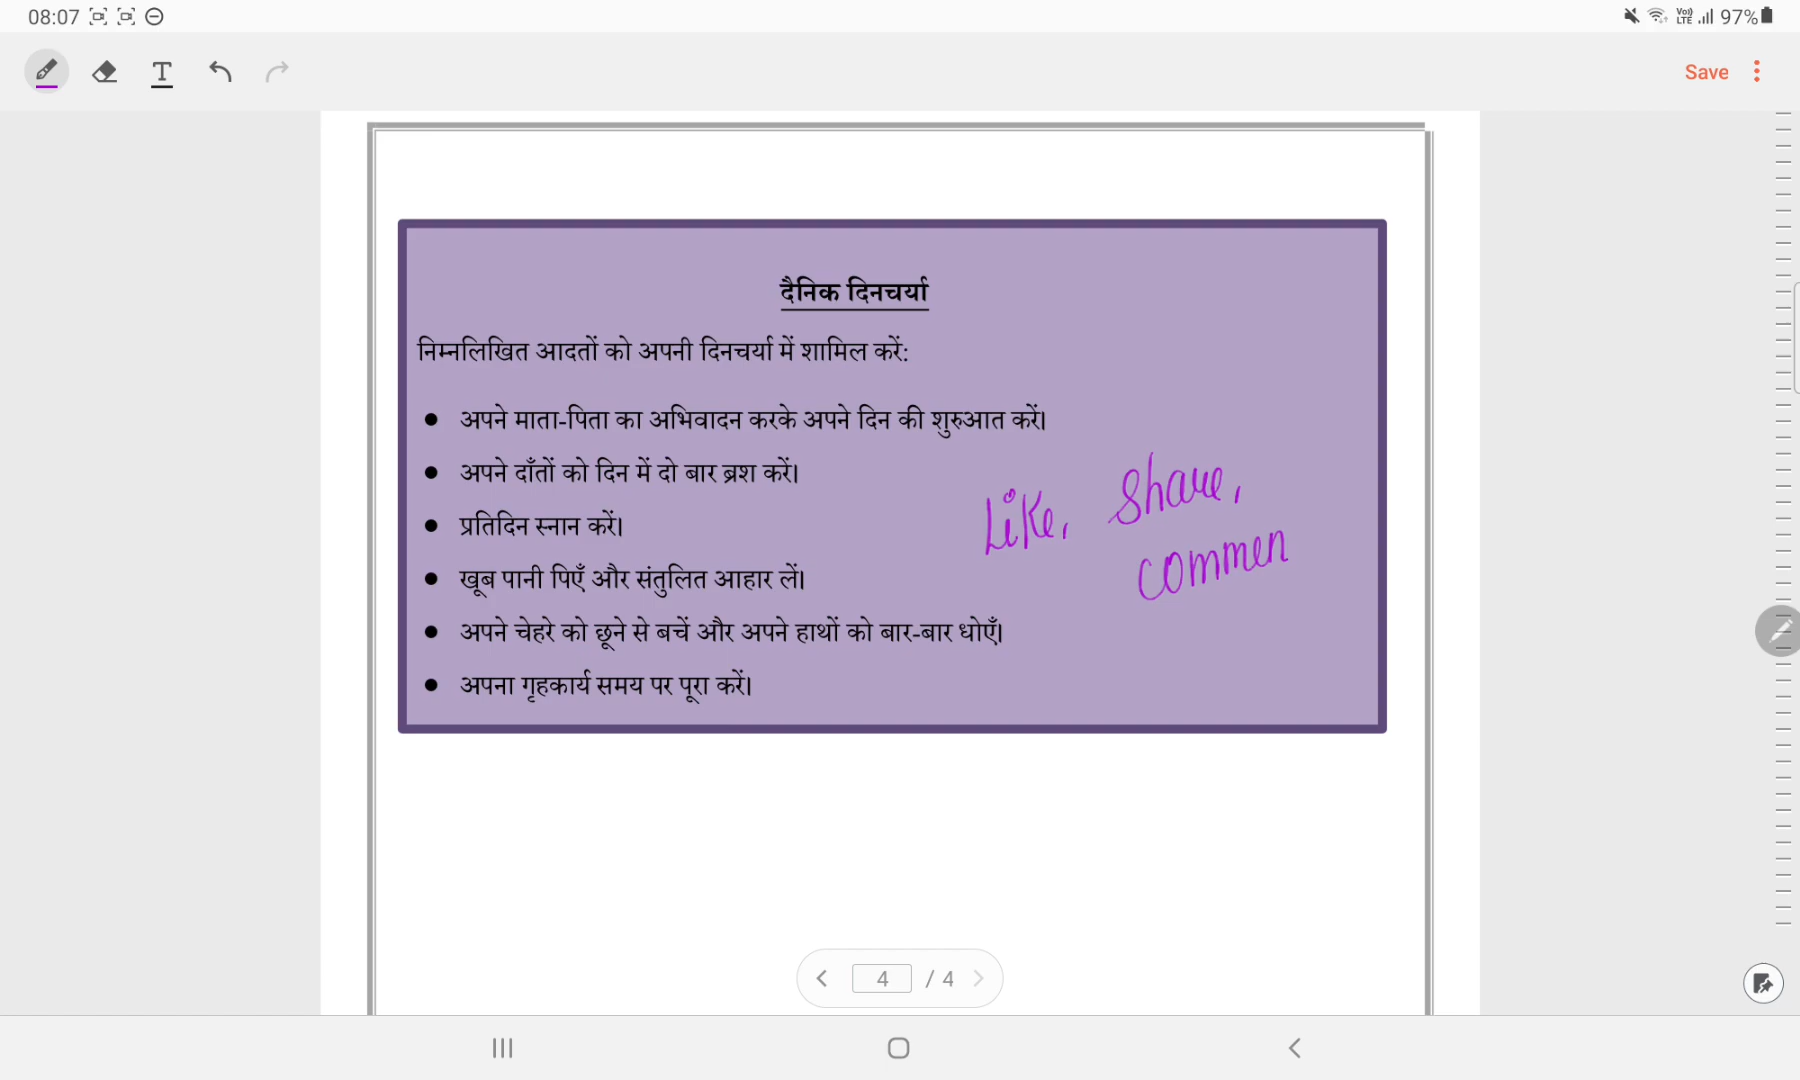 08:07
Vo))
LTE
97%
T
Save
दैनिक दिनचर्या
निम्नलिखित आदतों को अपनी दिनचर्या में शामिल करें:
● अपने माता-पिता का अभिवादन करके अपने दिन की शुरुआत करें।
● अपने दाँतों को दिन में दो बार ब्रश करें।
● प्रतिदिन स्नान करें।
● खूब पानी पिएँ और संतुलित आहार लें।
● अपने चेहरे को छूने से बचें और अपने हाथों को बार-बार धोएँ।
● अपना गृहकार्य समय पर पूरा करें।
Like, Share,
commen
4 / 4